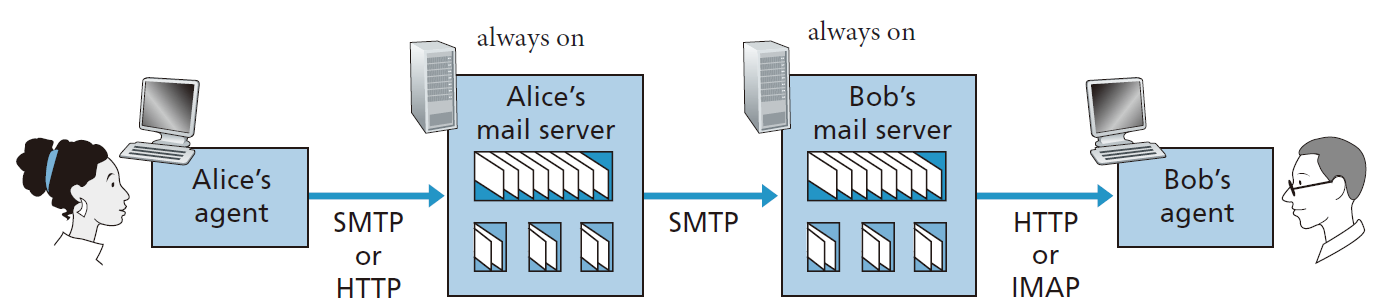 always on
always on
Alice's
mail server
Bob's
mail server
Alice's
agent
SMTP
or
HTTP
SMTP
HTTP
or
IMAP
Bob's
agent